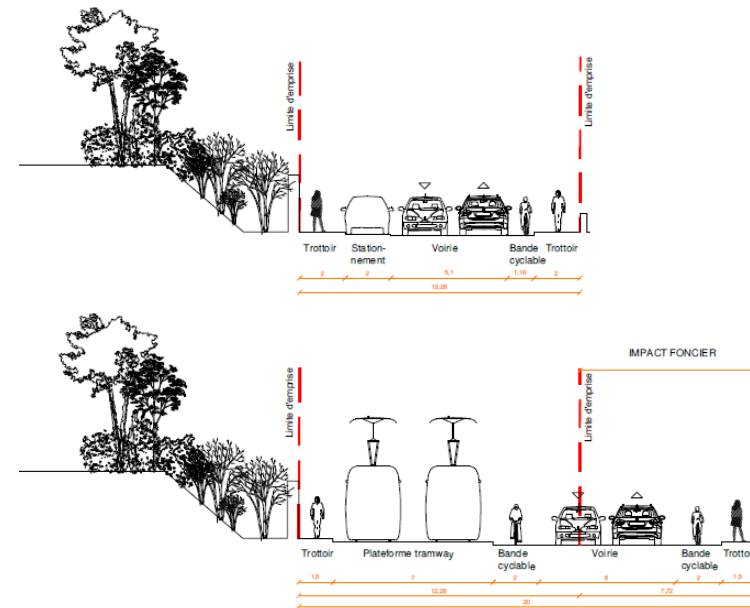 Limite d'emprise
Limite d'emprise
Trottoir
Station-
nement
Voirie
Bande
cyclable
Trottoir
2
2
5,1
1,18
2
12,28
IMPACT FONCIER
Limite d'emprise
Limite d'emprise
Trottoir
Plateforme tramway
Bande
cyclable
Voirie
Bande
cyclable
Trotto
1,5
7
2
6
2
1,5
12,28
7,72
20